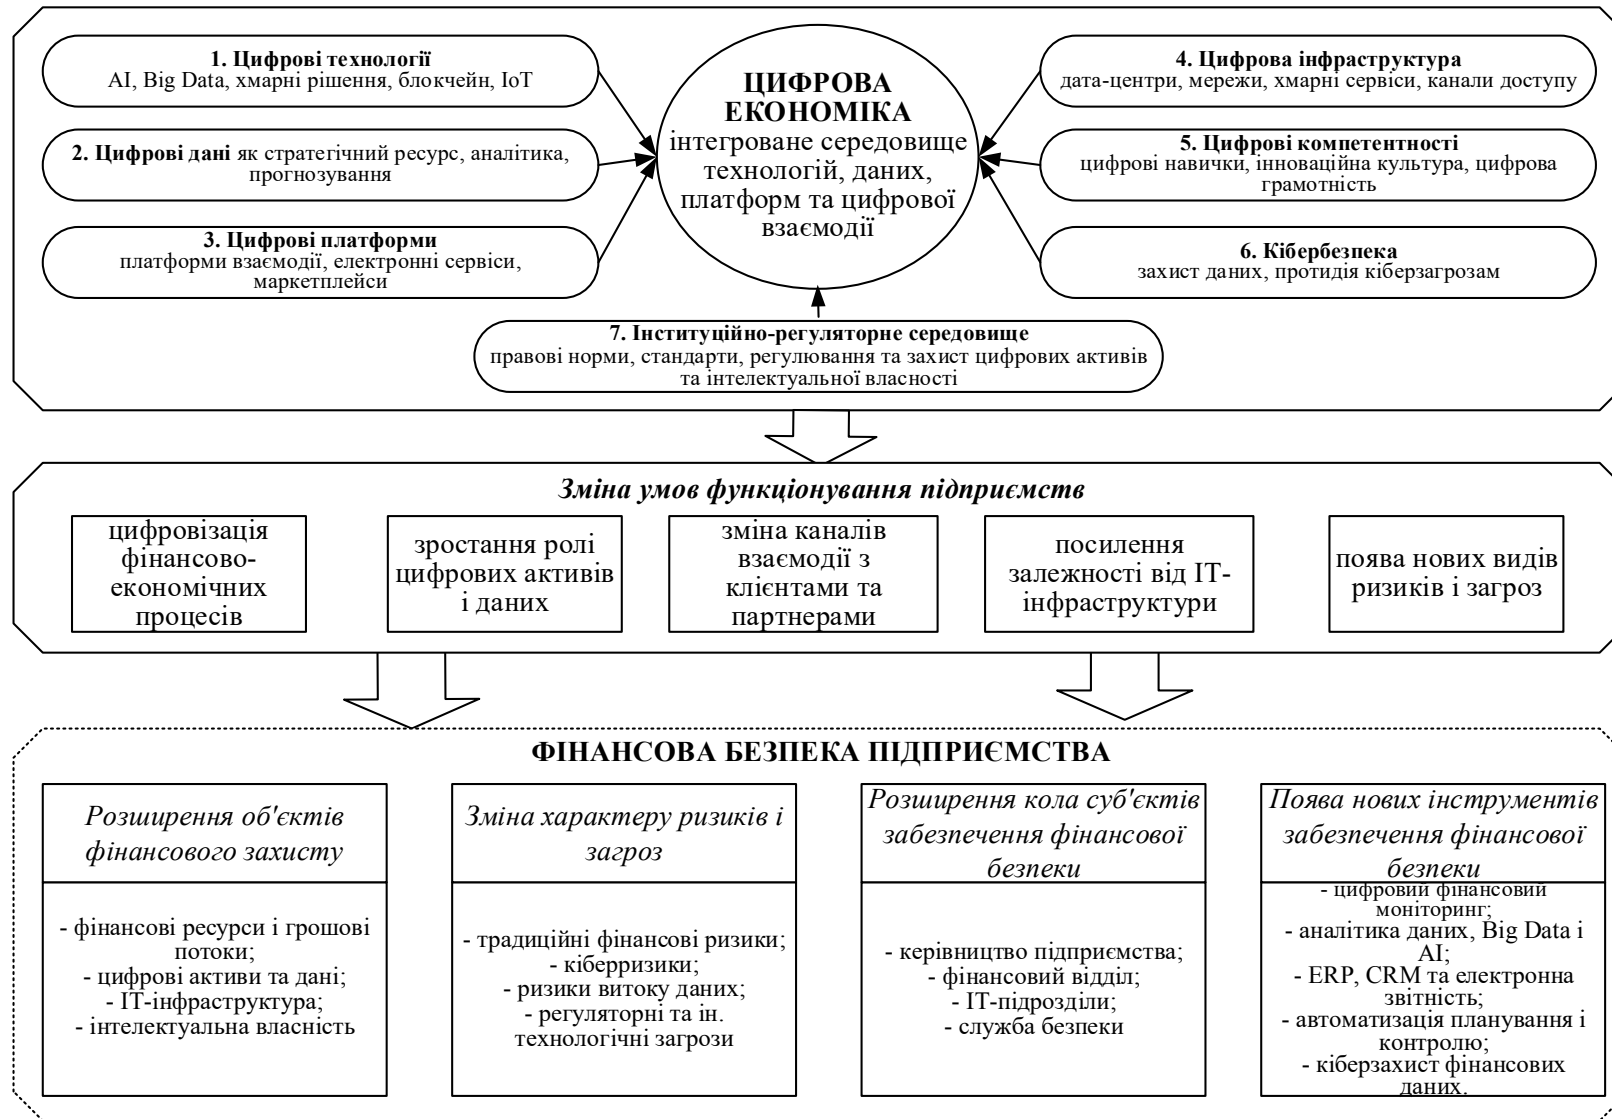 1. Цифрові технології
AI, Big Data, хмарні рішення, блокчейн, IoT
2. Цифрові дані як стратегічний ресурс, аналітика,
прогнозування
3. Цифрові платформи
платформи взаємодії, електронні сервіси,
маркетплейси
ЦИФРОВА
ЕКОНОМІКА
інтегроване середовище
технологій, даних,
платформ та цифрової
взаємодії
4. Цифрова інфраструктура
дата-центри, мережи, хмарні сервіси, канали доступу
5. Цифрові компетентності
цифрові навички, інноваційна культура, цифрова
грамотність
6. Кібербезпека
захист даних, протидія кіберзагрозам
7. Інституційно-регуляторне середовище
правові норми, стандарти, регулювання та захист цифрових активів
та інтелектуальної власності
Зміна умов функціонування підприємств
цифровізація
фінансово-
економічних
процесів
зростання ролі
цифрових активів
і даних
зміна каналів
взаємодії з
клієнтами та
партнерами
посилення
залежності від ІТ-
інфраструктури
поява нових видів
ризиків і загроз
ФІНАНСОВА БЕЗПЕКА ПІДПРИЄМСТВА
Розширення об'єктів
фінансового захисту
- фінансові ресурси і грошові
потоки;
- цифрові активи та дані;
- ІТ-інфраструктура;
- інтелектуальна власність
Зміна характеру ризиків і
загроз
- традиційні фінансові ризики;
- кіберризики;
- ризики витоку даних;
- регуляторні та ін.
технологічні загрози
Розширення кола суб'єктів
забезпечення фінансової
безпеки
- керівництво підприємства;
- фінансовий відділ;
- ІТ-підрозділи;
- служба безпеки
Поява нових інструментів
забезпечення фінансової
безпеки
- цифровий фінансовий
моніторинг;
- аналітика даних, Big Data і
AI;
- ERP, CRM та електронна
звітність;
- автоматизація планування і
контролю;
- кіберзахист фінансових
даних.